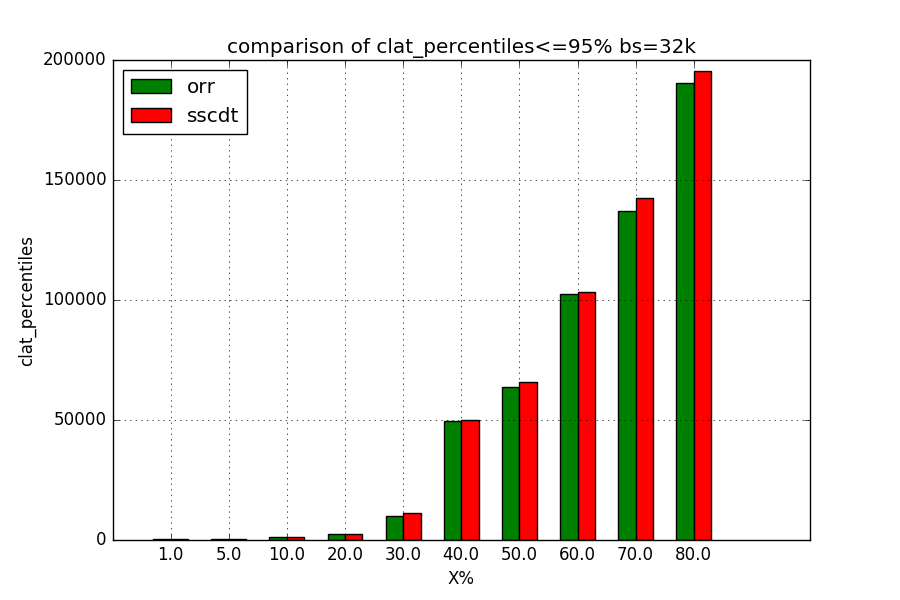 comparison of clat_percentiles<=95% bs=32k
200000
150000
100000
50000
0
clat_percentiles
orr
sscdt
1.0 5.0 10.0 20.0 30.0 40.0 50.0 60.0 70.0 80.0
X%